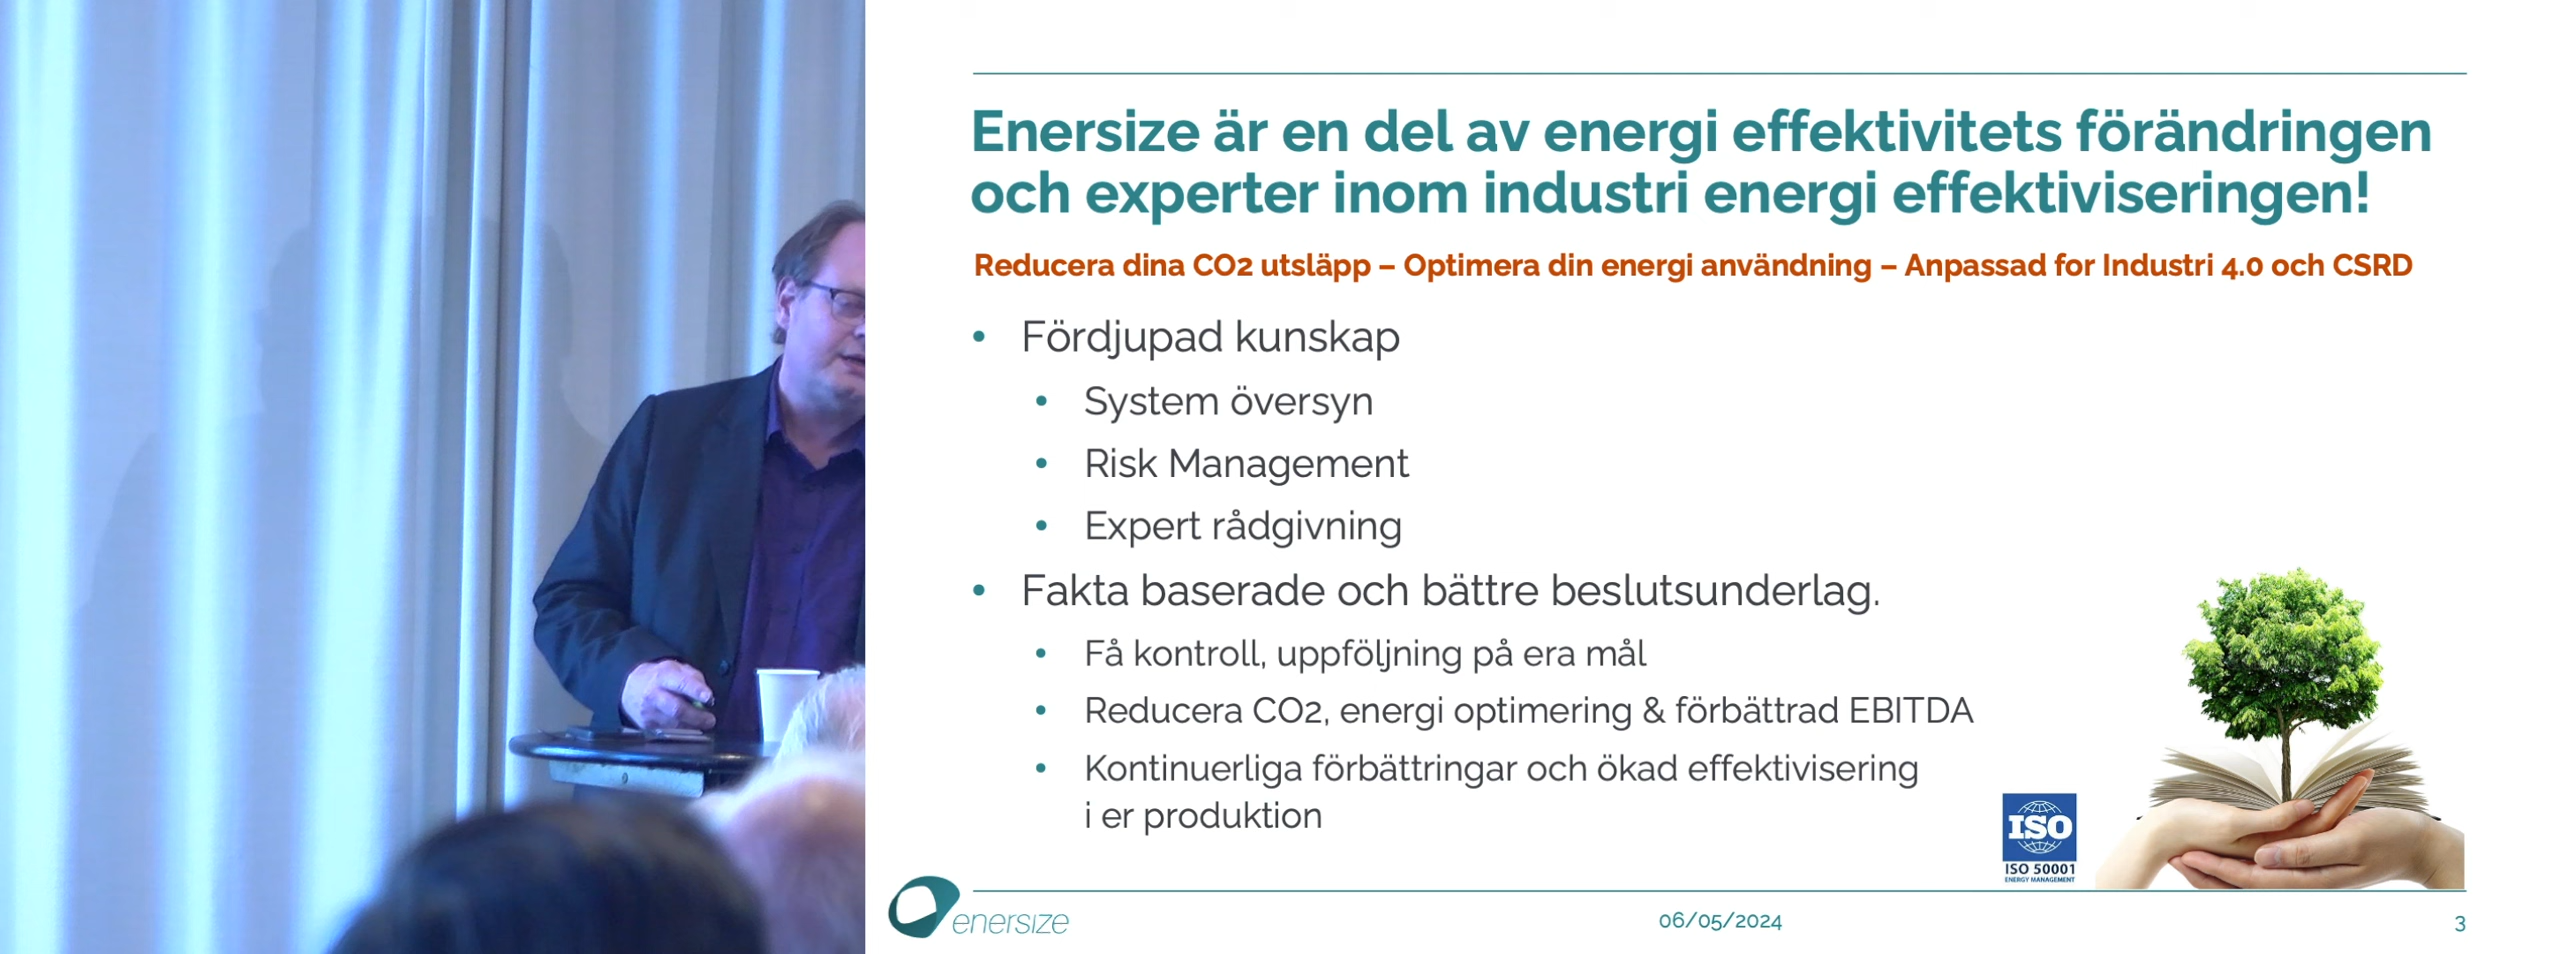 Enersize är en del av energi effektivitets förändringen
och experter inom industri energi effektiviseringen!
Reducera dina CO2 utsläpp – Optimera din energi användning – Anpassad for Industri 4.0 och CSRD
• Fördjupad kunskap
• System översyn
• Risk Management
• Expert rådgivning
• Fakta baserade och bättre beslutsunderlag.
• Få kontroll, uppföljning på era mål
• Reducera CO2, energi optimering & förbättrad EBITDA
• Kontinuerliga förbättringar och ökad effektivisering
i er produktion
ISO
ISO 50001
ENERGY MANAGEMENT
enersize
06/05/2024
3